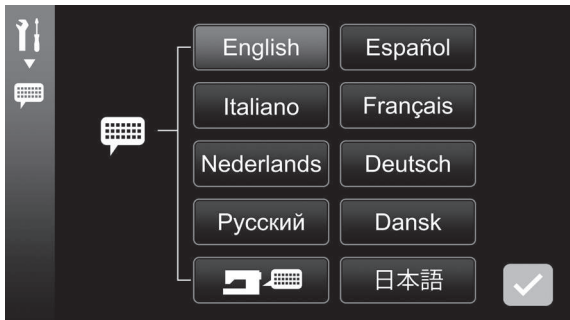 English Español
Italiano Français
Nederlands Deutsch
Русский Dansk
日本語